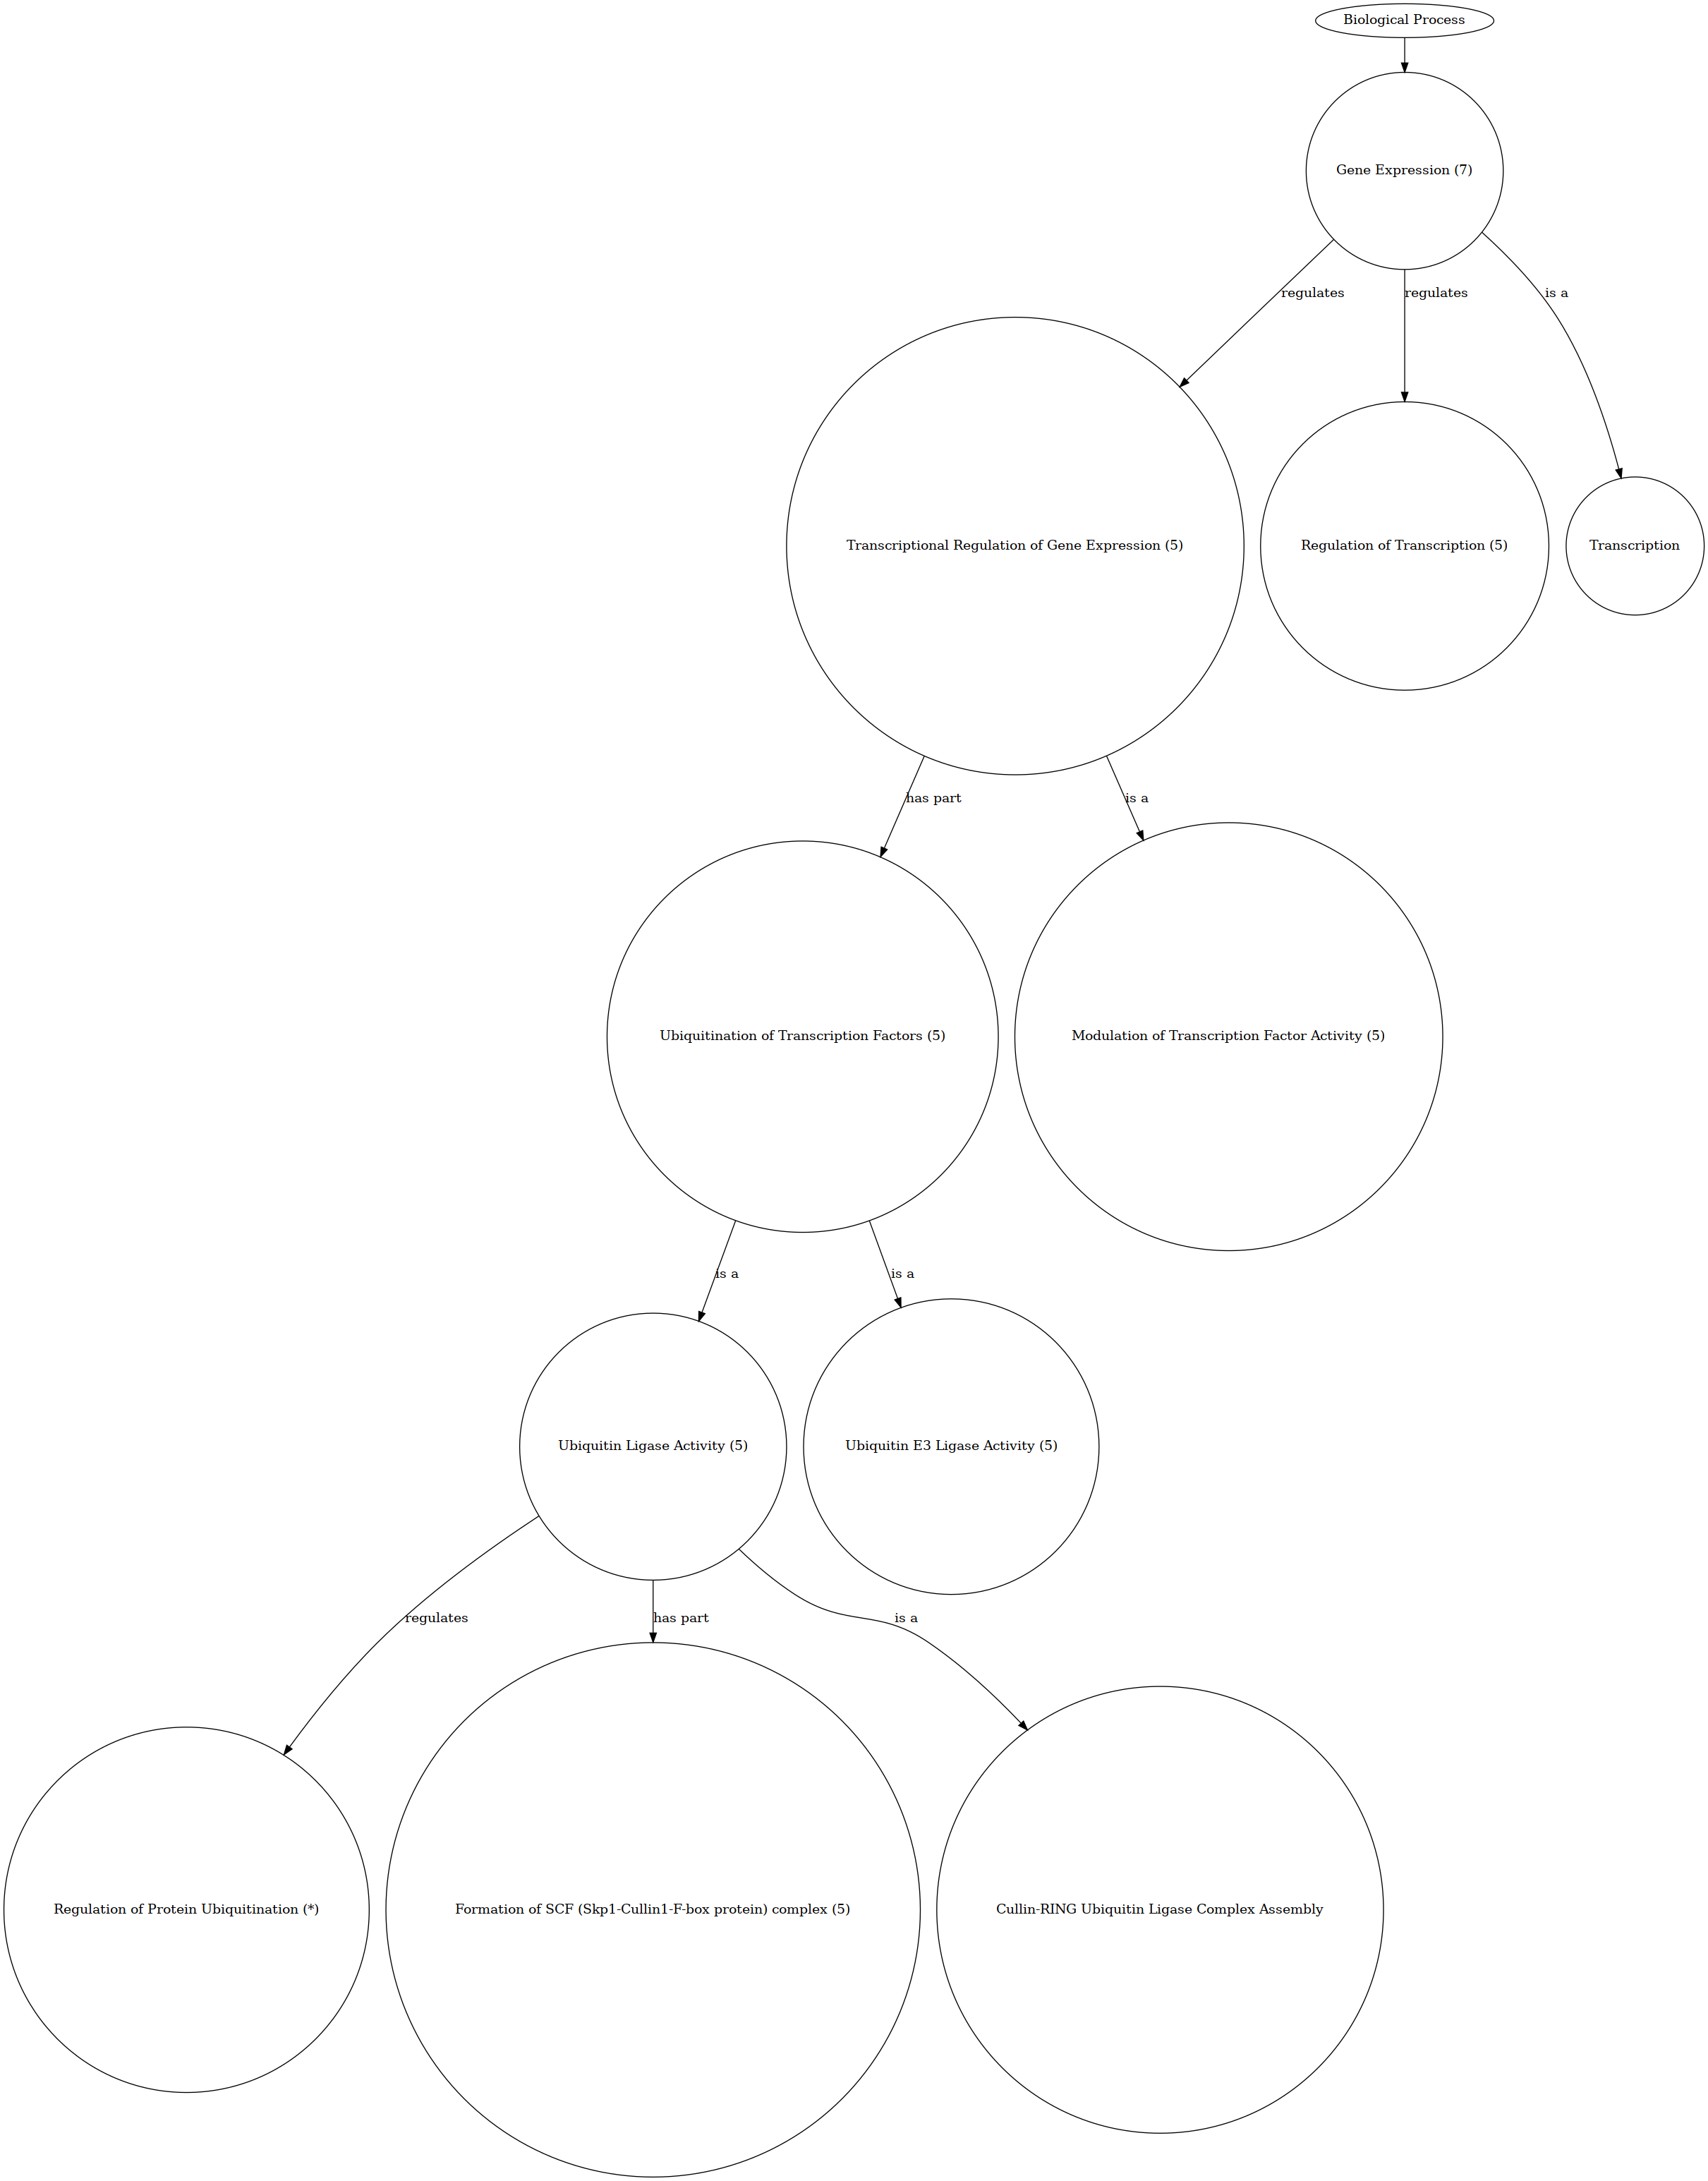 Biological Process
Gene Expression (7)
regulates
regulates
is a
Transcriptional Regulation of Gene Expression (5)
Regulation of Transcription (5)
Transcription
has part
is a
Ubiquitination of Transcription Factors (5)
Modulation of Transcription Factor Activity (5)
is a
is a
Ubiquitin Ligase Activity (5)
Ubiquitin E3 Ligase Activity (5)
regulates
has part
is a
Regulation of Protein Ubiquitination (*)
Formation of SCF (Skp1-Cullin1-F-box protein) complex (5)
Cullin-RING Ubiquitin Ligase Complex Assembly